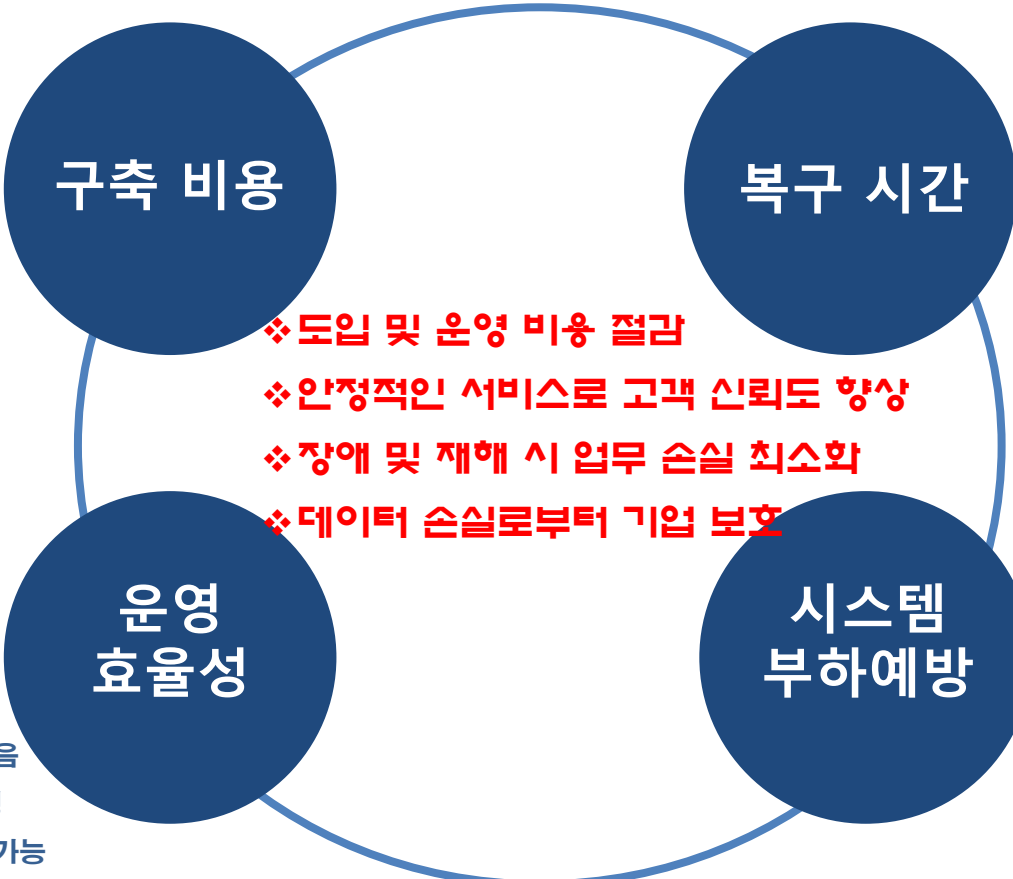 구축 비용
복구 시간
❖도입 및 운영 비용 절감
❖안정적인 서비스로 고객 신뢰도 향상
❖장애 및 재해 시 업무 손실 최소화
❖데이터 손실로부터 기업 보호
운영
효율성
시스템
부하예방
음
가능